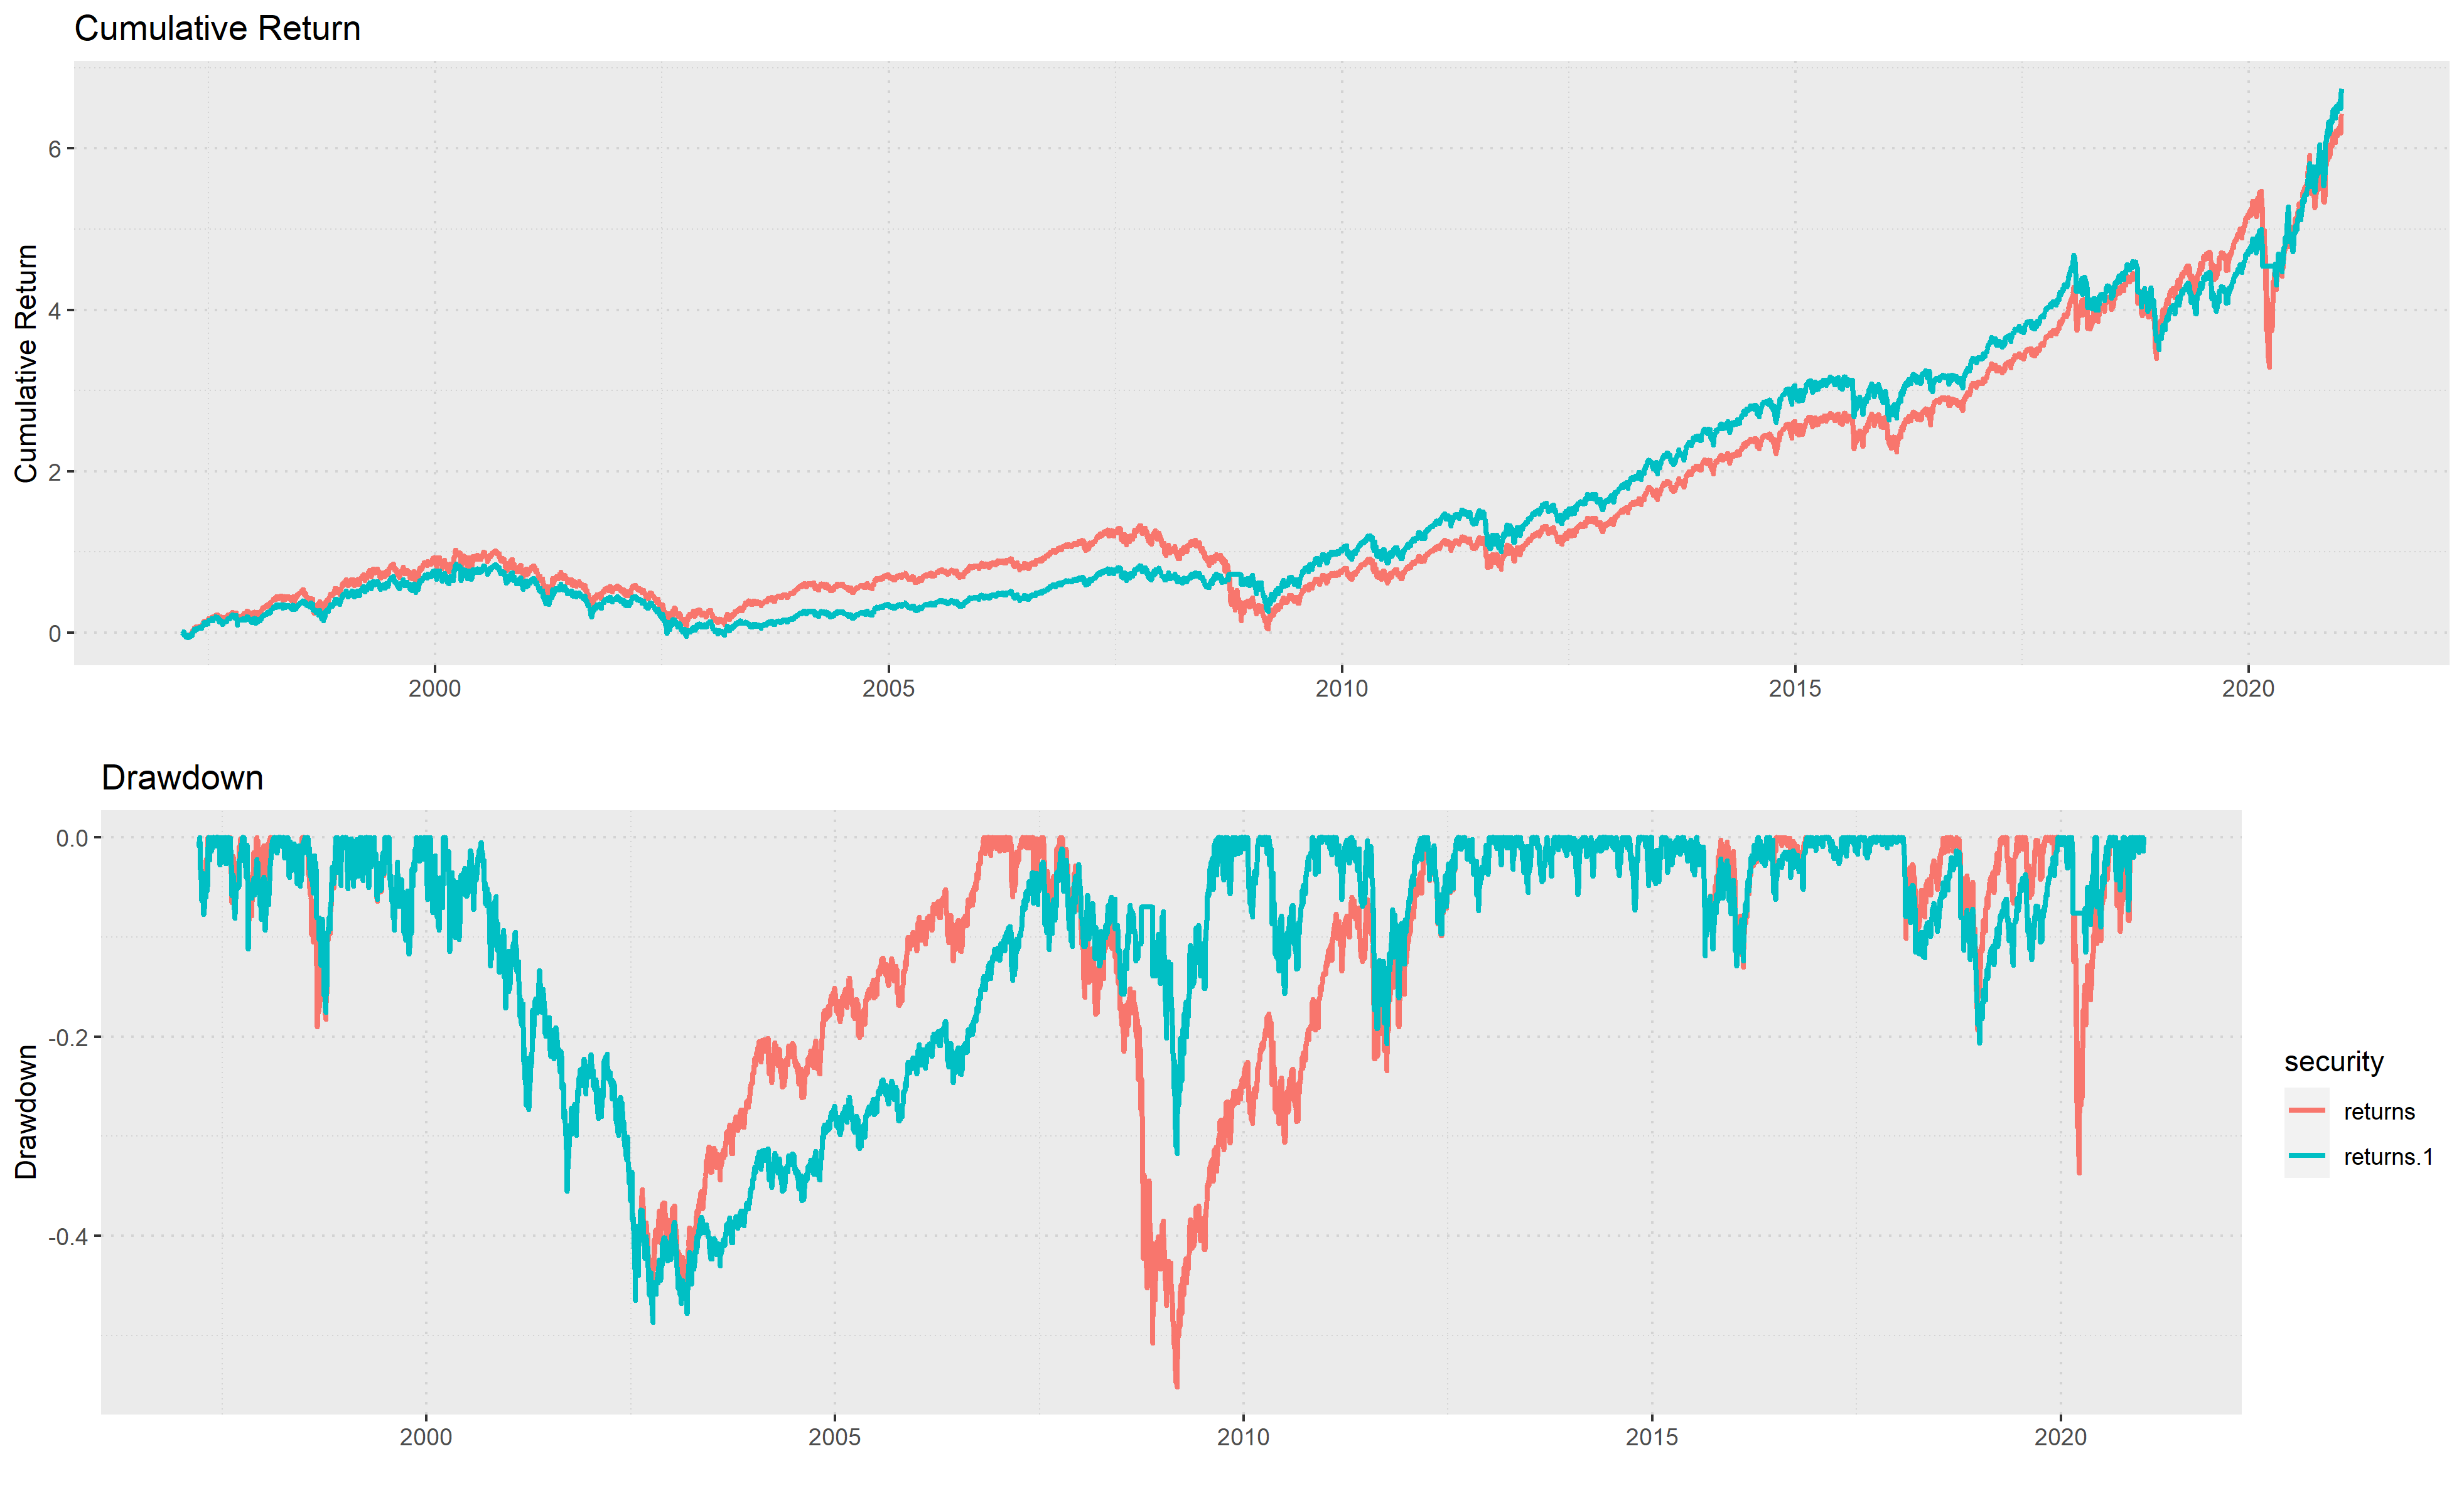 Cumulative Return
Cumulative Return
6
4
2
0
2000 2005 2010 2015 2020
Drawdown
Drawdown
0.0
-0.2
-0.4
2000 2005 2010 2015 2020
security
returns
returns.1